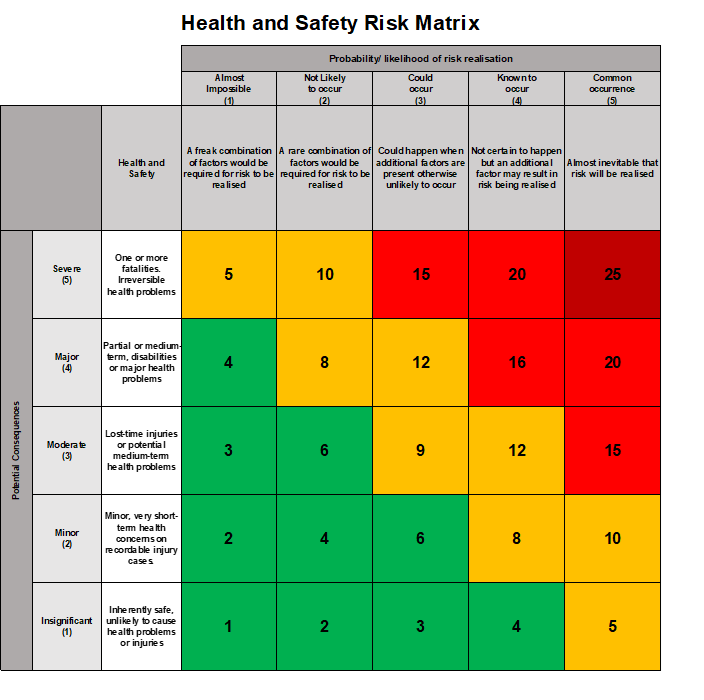 Health and Safety Risk Matrix
Probability/ likelihood of risk realisation
Almost
Impossible
(1)
Not Likely
to occur
(2)
Could
occur
(3)
Known to
occur
(4)
Common
occurrence
(5)
Health and
Safety
A freak combination
of factors would be
required for risk to be
realised
A rare combination of
factors would be
required for risk to be
realised
Could happen when
additional factors are
present otherwise
unlikely to occur
Not certain to happen
but an additional
factor may result in
risk being realised
Almost inevitable that
risk will be realised
Potential Consequences
Severe
(5)
One or more
fatalities.
Irreversible
health problems
5
10
15
20
25
Major
(4)
Partial or medium-
term, disabilities
or major health
problems
4
8
12
16
20
Moderate
(3)
Lost-time injuries
or potential
medium-term
health problems
3
6
9
12
15
Minor
(2)
Minor, very short-
term health
concerns on
recordable injury
cases.
2
4
6
8
10
Insignificant
(1)
Inherently safe,
unlikely to cause
health problems
or injuries
1
2
3
4
5